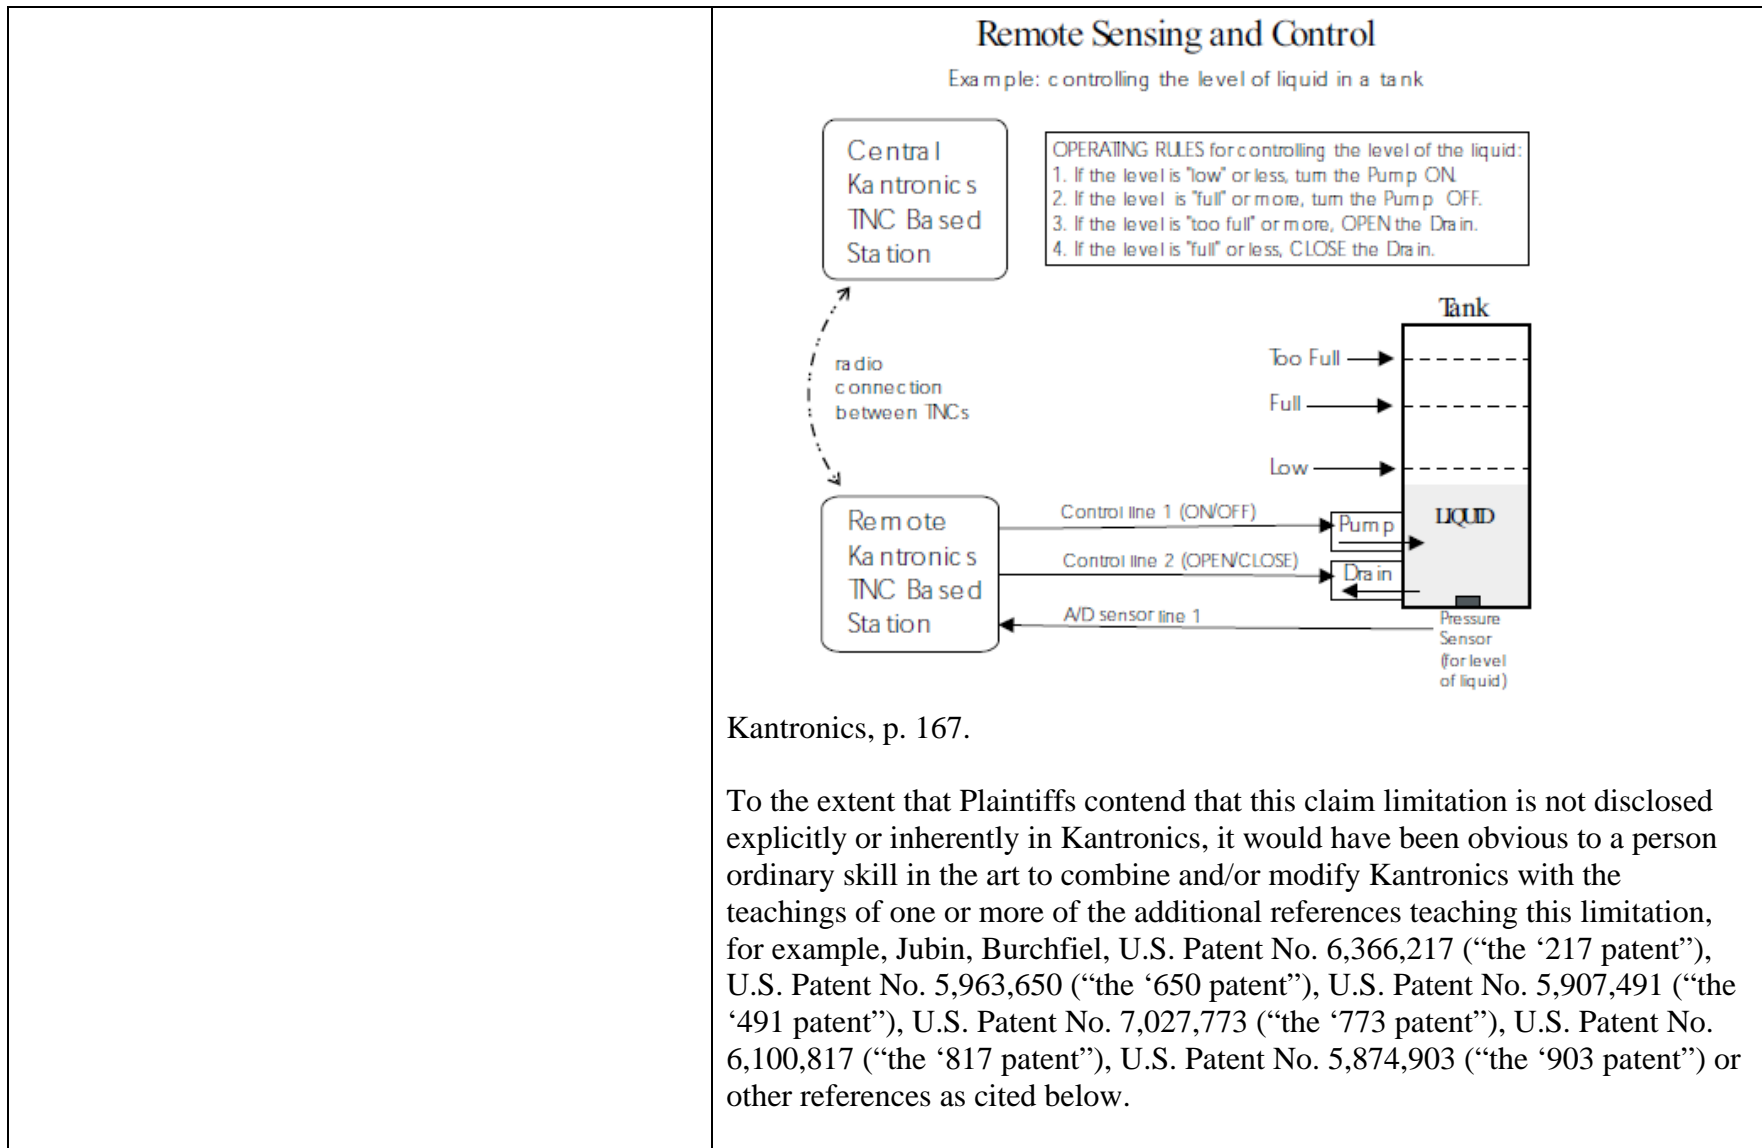 Remote Sensing and Control
Example: controlling the level of liquid in a tank
Central
Kantronics
TNC Based
Station
OPERATING RULES for controlling the level of the liquid:
1. If the level is "low" or less, turn the Pump ON.
2. If the level is "full" or more, turn the Pump OFF.
3. If the level is "too full" or more, OPEN the Drain.
4. If the level is "full" or less, CLOSE the Drain.
radio
connection
between TNCs
Tank
Too Full
Full
Low
LIQUID
Remote
Kantronics
TNC Based
Station
Control line 1 (ON/OFF)
Pump
Control line 2 (OPEN/CLOSE)
Drain
A/D sensor line 1
Pressure
Sensor
(for level
of liquid)
Kantronics, p. 167.
To the extent that Plaintiffs contend that this claim limitation is not disclosed
explicitly or inherently in Kantronics, it would have been obvious to a person
ordinary skill in the art to combine and/or modify Kantronics with the
teachings of one or more of the additional references teaching this limitation,
for example, Jubin, Burchfiel, U.S. Patent No. 6,366,217 (“the ‘217 patent”),
U.S. Patent No. 5,963,650 (“the ‘650 patent”), U.S. Patent No. 5,907,491 (“the
‘491 patent”), U.S. Patent No. 7,027,773 (“the ‘773 patent”), U.S. Patent No.
6,100,817 (“the ‘817 patent”), U.S. Patent No. 5,874,903 (“the ‘903 patent”) or
other references as cited below.